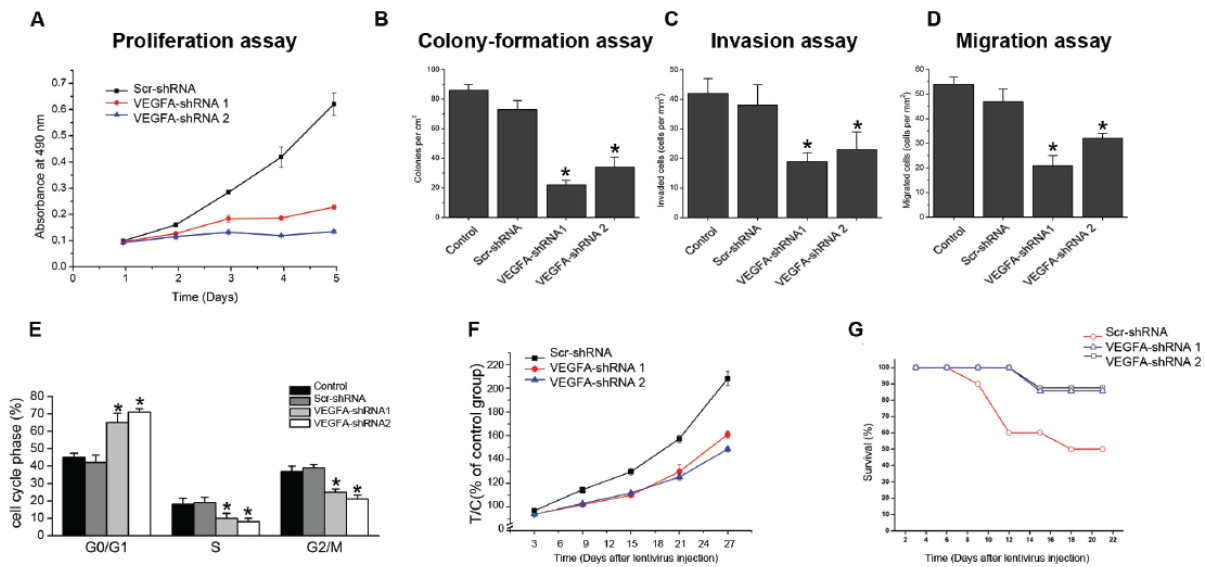 A
Proliferation assay
Scr-shRNA
VEGFA-shRNA 1
VEGFA-shRNA 2
0.7
0.6
0.5
0.4
0.3
0.2
0.1
0.0
Absorbance at 490 nm
0 1 2 3 4 5
Time (Days)
B
Colony-formation assay
100
80
60
40
20
0
Colonies per cm²
* *
Control
Scr-shRNA
VEGFA-shRNA1
VEGFA-shRNA 2
C
Invasion assay
50
40
30
20
10
0
Invaded cells (cells per mm²)
* *
Control
Scr-shRNA
VEGFA-shRNA1
VEGFA-shRNA 2
D
Migration assay
60
50
40
30
20
10
0
Migrated cells (cells per mm²)
* *
Control
Scr-shRNA
VEGFA-shRNA1
VEGFA-shRNA 2
E
Control
Scr-shRNA
VEGFA-shRNA1
VEGFA-shRNA2
80
70
60
50
40
30
20
10
0
cell cycle phase (%)
* * * * * *
G0/G1 S G2/M
F
Scr-shRNA
VEGFA-shRNA 1
VEGFA-shRNA 2
220
200
180
160
140
120
100
0
T/C(% of control group)
3 6 9 12 15 18 21 24 27
Time (Days after lentivirus injection)
G
Scr-shRNA
VEGFA-shRNA 1
VEGFA-shRNA 2
100
90
80
70
60
50
40
30
20
10
0
Survival (%)
2 4 6 8 10 12 14 16 18 20 22
Time (Days after lentivirus injection)